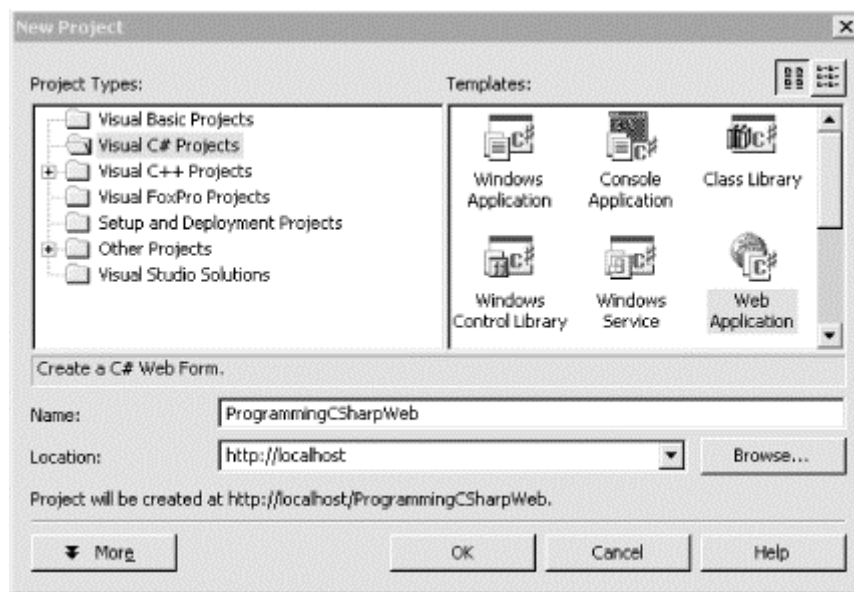 New Project
Project Types:
Templates:
Visual Basic Projects
Visual C# Projects
Visual C++ Projects
Visual FoxPro Projects
Setup and Deployment Projects
Other Projects
Visual Studio Solutions
Windows
Application
Console
Application
Class Library
Windows
Control Library
Windows
Service
Web
Application
Create a C# Web Form.
Name:
ProgrammingCSharpWeb
Location:
http://localhost
Browse...
Project will be created at http://localhost/ProgrammingCSharpWeb.
More
OK
Cancel
Help